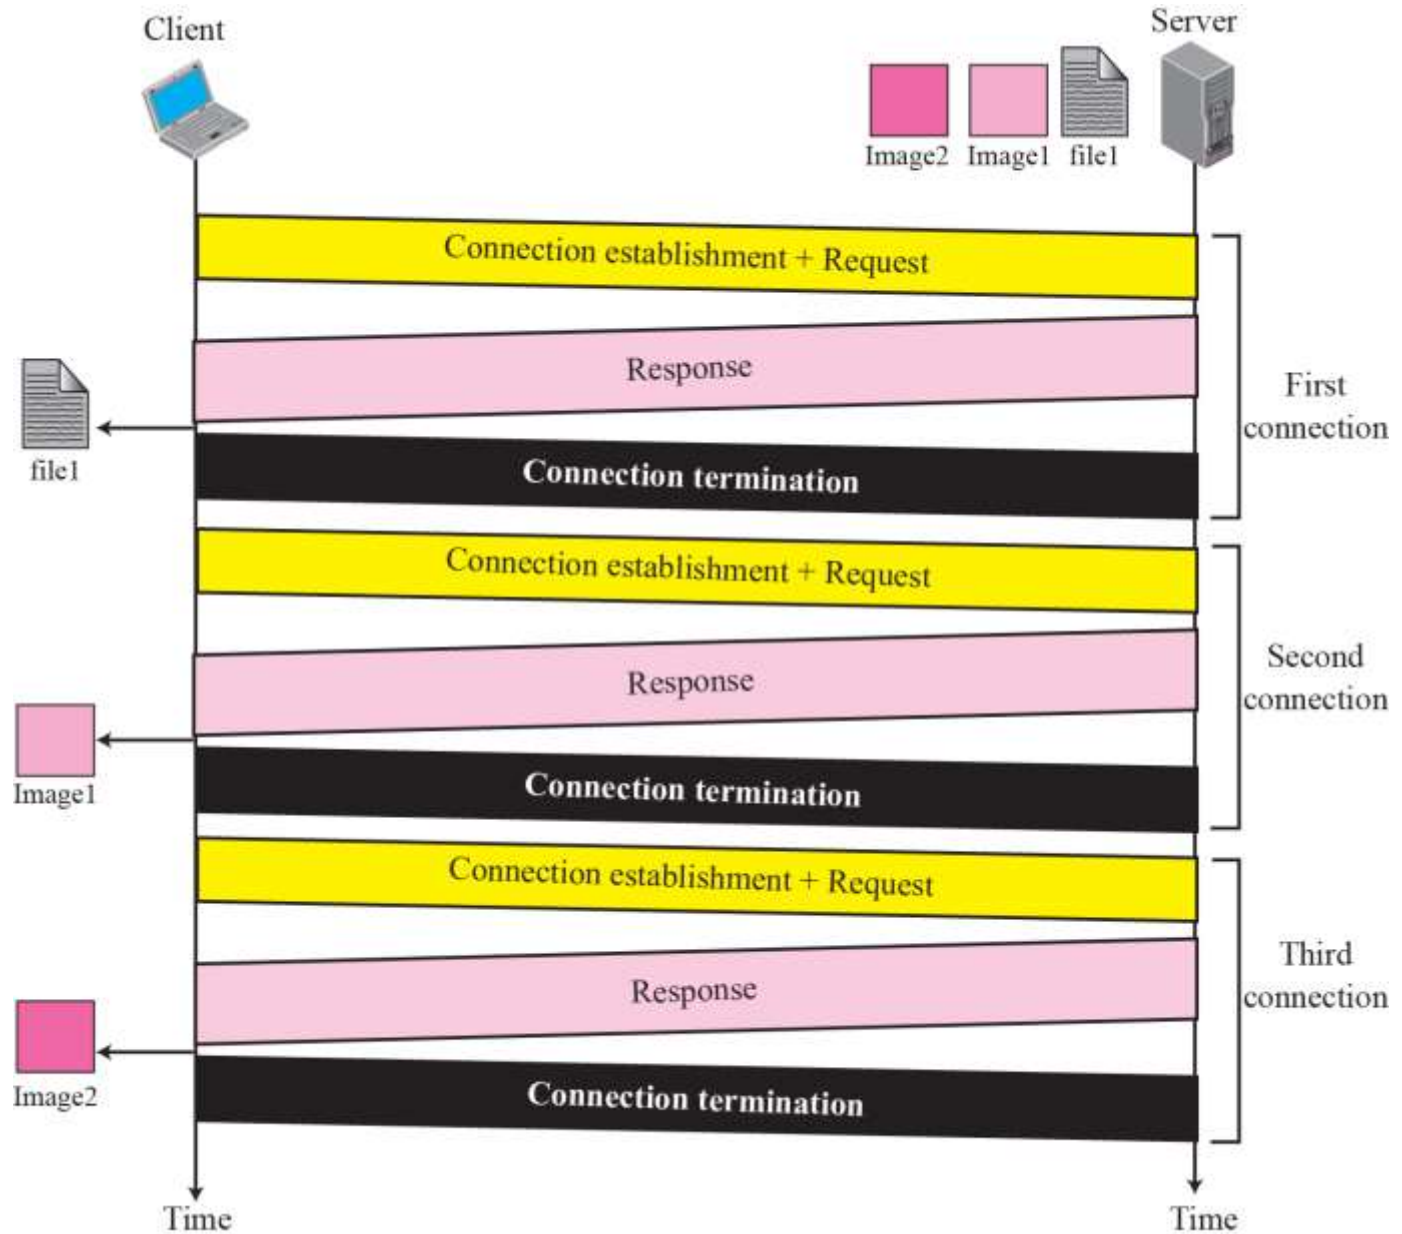 Client
Server
Image2
Image1
file1
Connection establishment + Request
Response
First
connection
file1
Connection termination
Connection establishment + Request
Response
Second
connection
Image1
Connection termination
Connection establishment + Request
Response
Third
connection
Image2
Connection termination
Time
Time